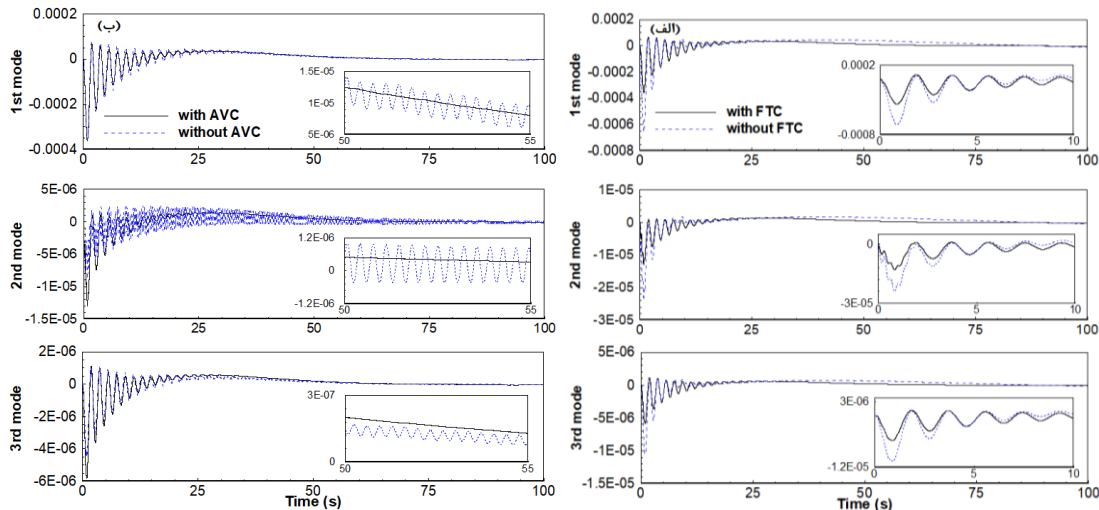 (ب)
1st mode
0.0002
0
-0.0002
-0.0004
with AVC
without AVC
1.5E-05
1E-05
5E-06
50
55
0
25
50
75
100
2nd mode
5E-06
0
-5E-06
-1E-05
-1.5E-05
1.2E-06
0
-1.2E-06
50
55
0
25
50
75
100
3rd mode
2E-06
0
-2E-06
-4E-06
-6E-06
3E-07
0
50
55
0
25
50
75
100
Time (s)
(الف)
1st mode
0.0002
0
-0.0002
-0.0004
-0.0006
-0.0008
with FTC
without FTC
0.0002
-0.0008
0
5
10
0
25
50
75
100
2nd mode
1E-05
0
-1E-05
-2E-05
-3E-05
0
-3E-05
0
5
10
0
25
50
75
100
3rd mode
5E-06
0
-5E-06
-1E-05
-1.5E-05
3E-06
-1.2E-05
0
5
10
0
25
50
75
100
Time (s)